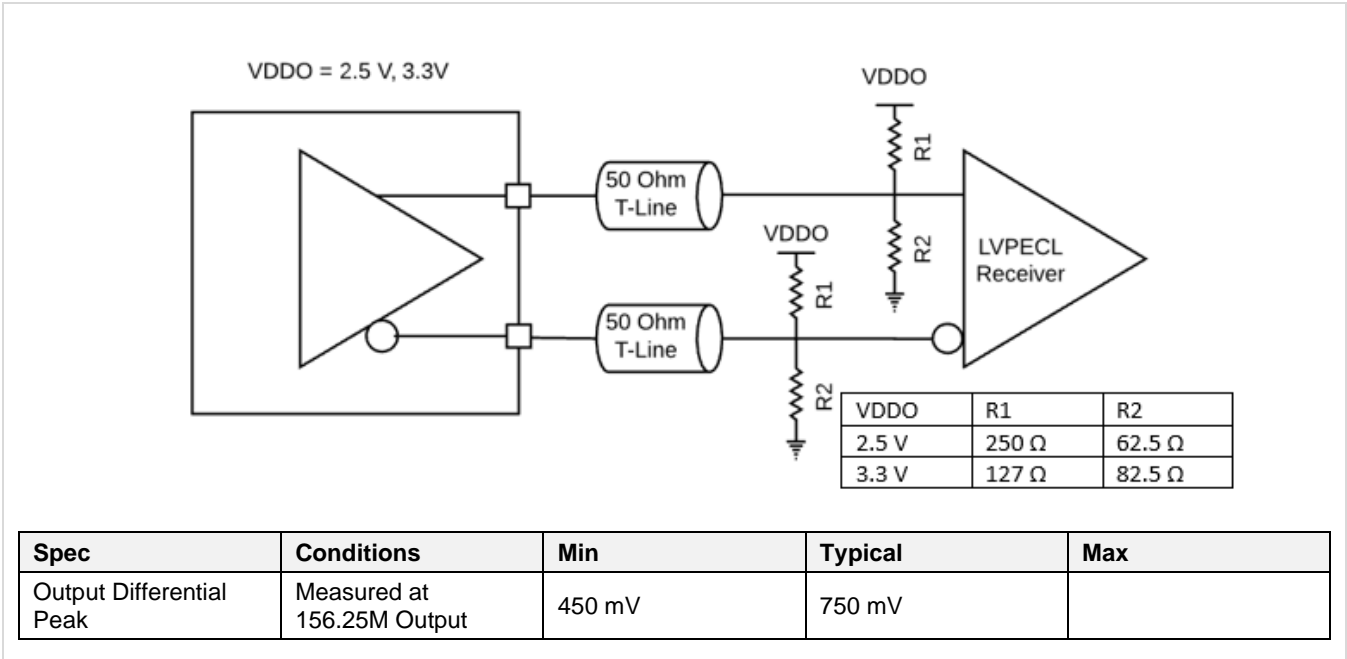 VDDO = 2.5 V, 3.3V
VDDO
R1
50 Ohm
T-Line
R2
VDDO
LVPECL
Receiver
R1
50 Ohm
T-Line
R2
VDDO R1 R2
2.5 V 250 Ω 62.5 Ω
3.3 V 127 Ω 82.5 Ω
Spec Conditions Min Typical Max
Output Differential Peak Measured at 156.25M Output 450 mV 750 mV